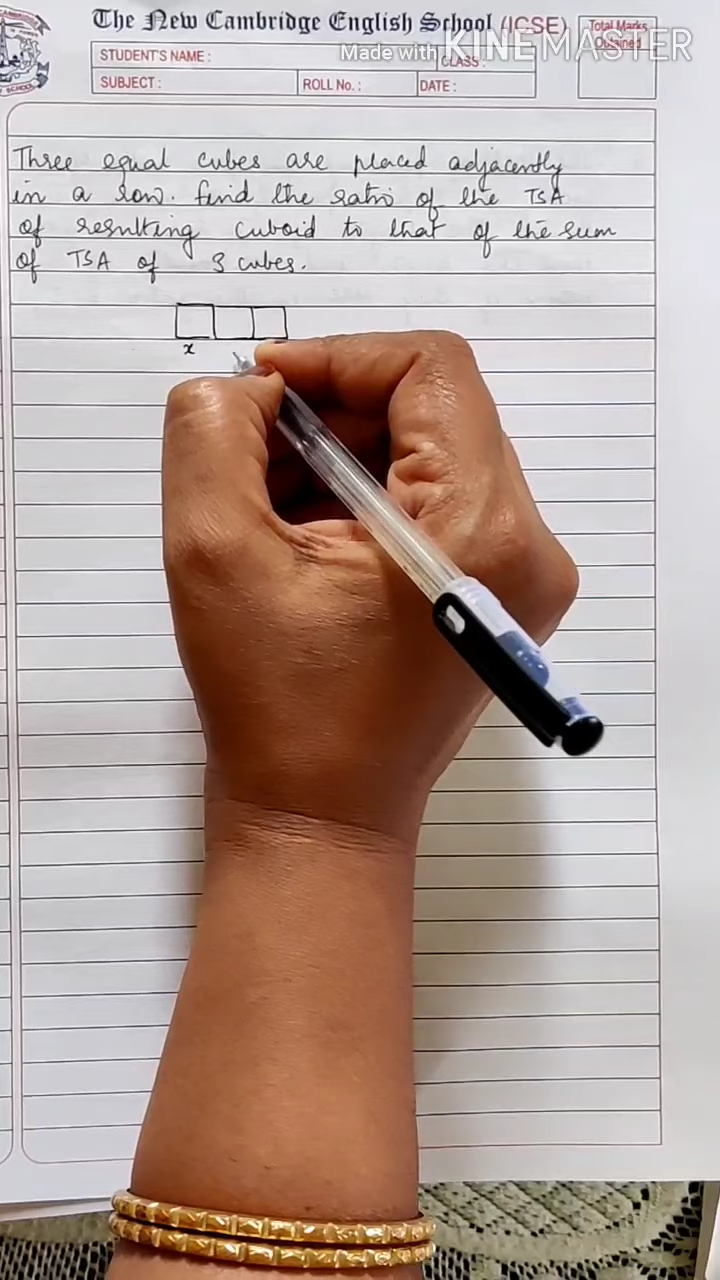 The New Cambridge English School (ICSE)
Total Marks
Obtained
Made with KINEMASTER
STUDENT'S NAME :
CLASS :
SUBJECT :
ROLL No. :
DATE :
Three equal cubes are placed adjacently
in a row. find the ratio of the TSA
of resulting cuboid to that of the sum
of TSA of 3 cubes.
x